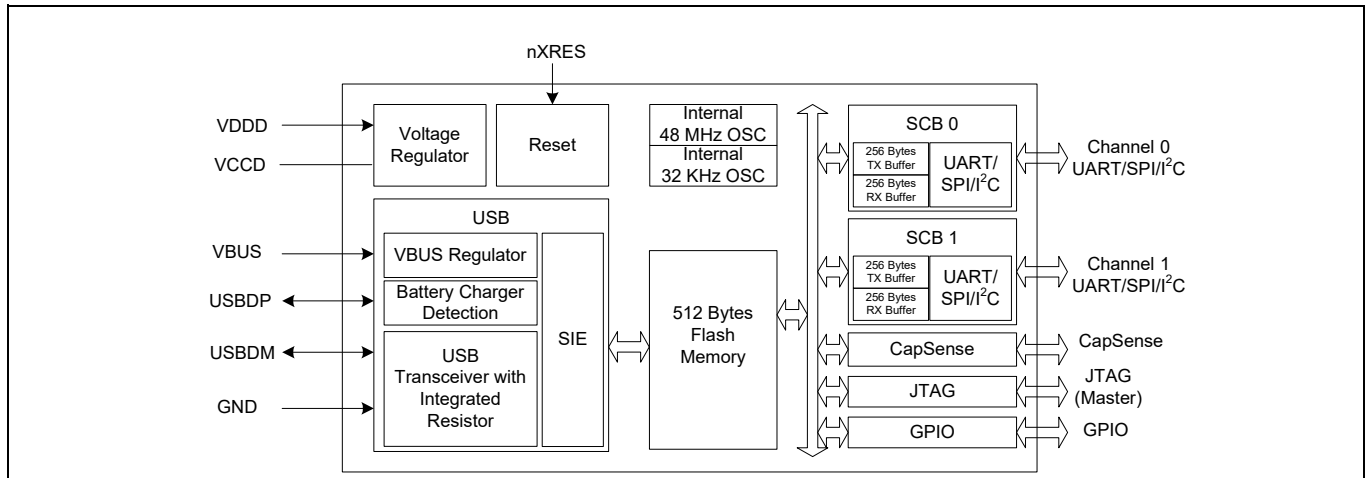 nXRES
VDDD
VCCD
Voltage
Regulator
Reset
Internal
48 MHz OSC
Internal
32 KHz OSC
SCB 0
256 Bytes
TX Buffer
256 Bytes
RX Buffer
UART/
SPI/I²C
Channel 0
UART/SPI/I²C
VBUS
USBDP
USBDM
GND
USB
VBUS Regulator
Battery Charger
Detection
USB
Transceiver with
Integrated
Resistor
SIE
512 Bytes
Flash
Memory
SCB 1
256 Bytes
TX Buffer
256 Bytes
RX Buffer
UART/
SPI/I²C
Channel 1
UART/SPI/I²C
CapSense
CapSense
JTAG
JTAG
(Master)
GPIO
GPIO